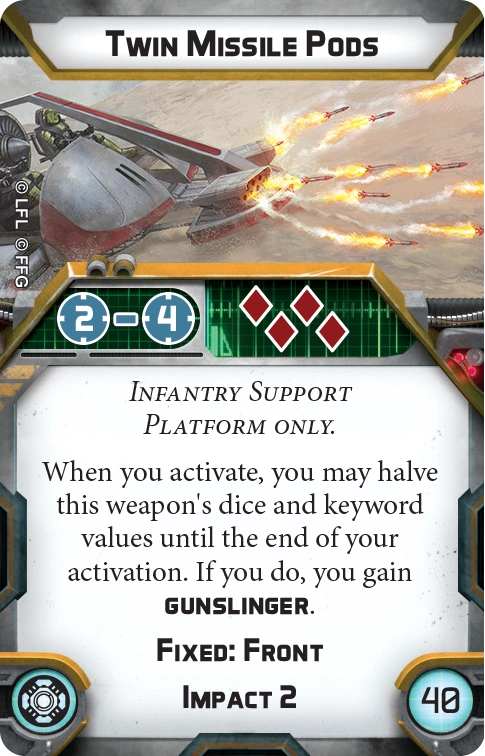 Twin Missile Pods
© LFL © FFG
2-4
Infantry Support
Platform only.
When you activate, you may halve
this weapon's dice and keyword
values until the end of your
activation. If you do, you gain
GUNSLINGER.
Fixed: Front
Impact 2
40